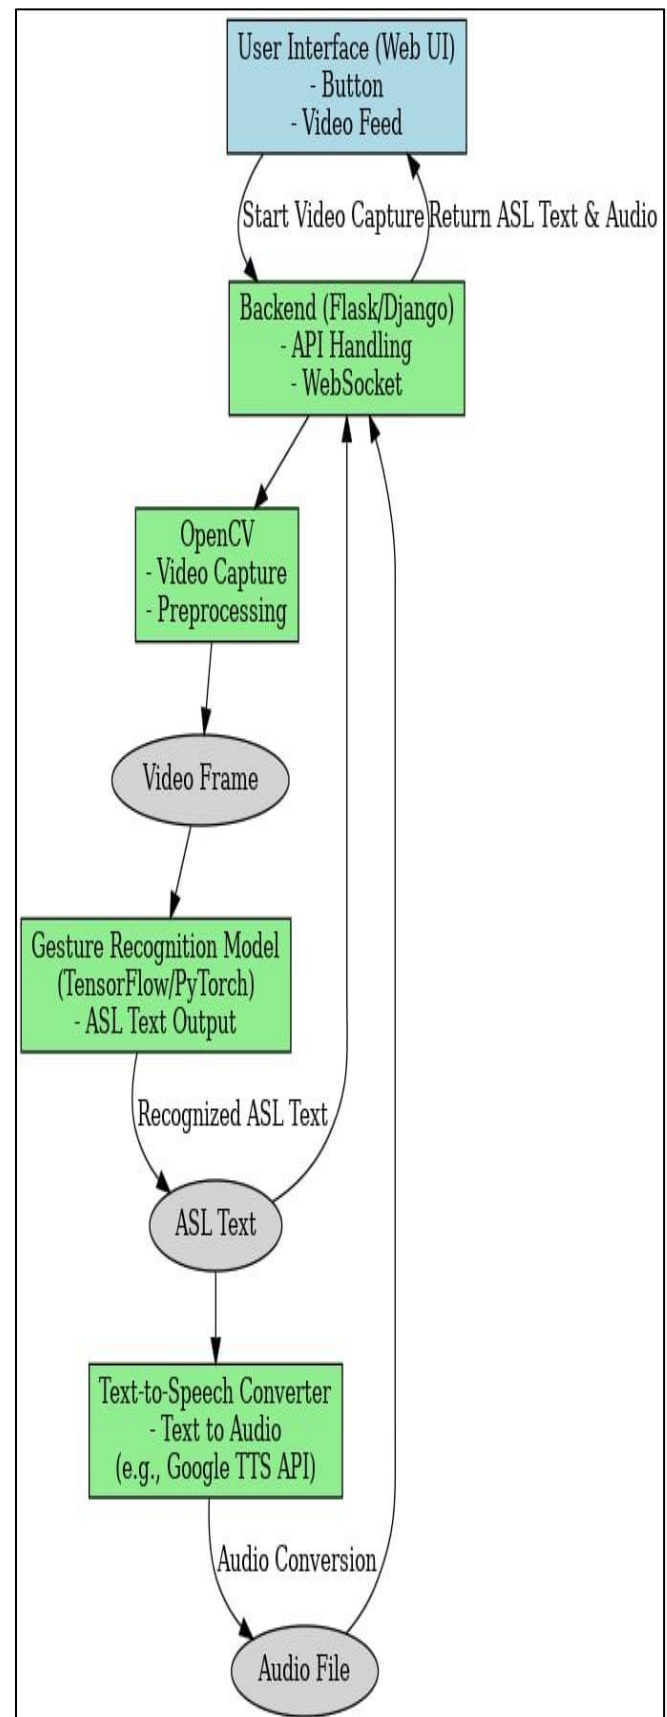 User Interface (Web UI)
- Button
- Video Feed
Start Video Capture
Return ASL Text & Audio
Backend (Flask/Django)
- API Handling
- WebSocket
OpenCV
- Video Capture
- Preprocessing
Video Frame
Gesture Recognition Model
(TensorFlow/PyTorch)
- ASL Text Output
Recognized ASL Text
ASL Text
Text-to-Speech Converter
- Text to Audio
(e.g., Google TTS API)
Audio Conversion
Audio File